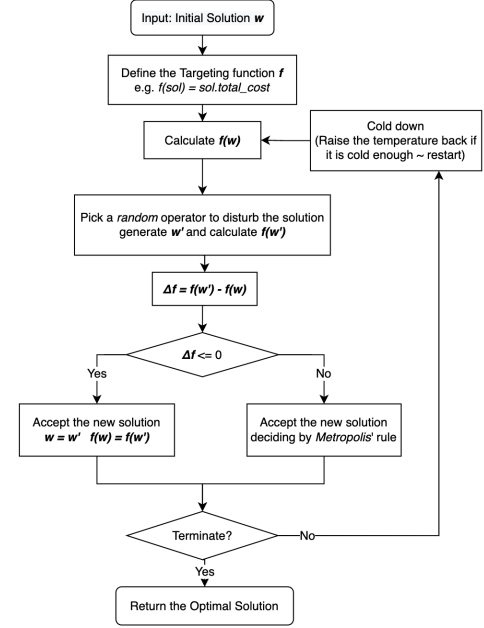 Input: Initial Solution w
Define the Targeting function f
e.g. f(sol) = sol.total_cost
Calculate f(w)
Cold down
(Raise the temperature back if
it is cold enough ~ restart)
Pick a random operator to disturb the solution
generate w' and calculate f(w')
Δf = f(w') - f(w)
Δf <= 0
Yes
No
Accept the new solution
w = w' f(w) = f(w')
Accept the new solution
deciding by Metropolis' rule
Terminate?
No
Yes
Return the Optimal Solution